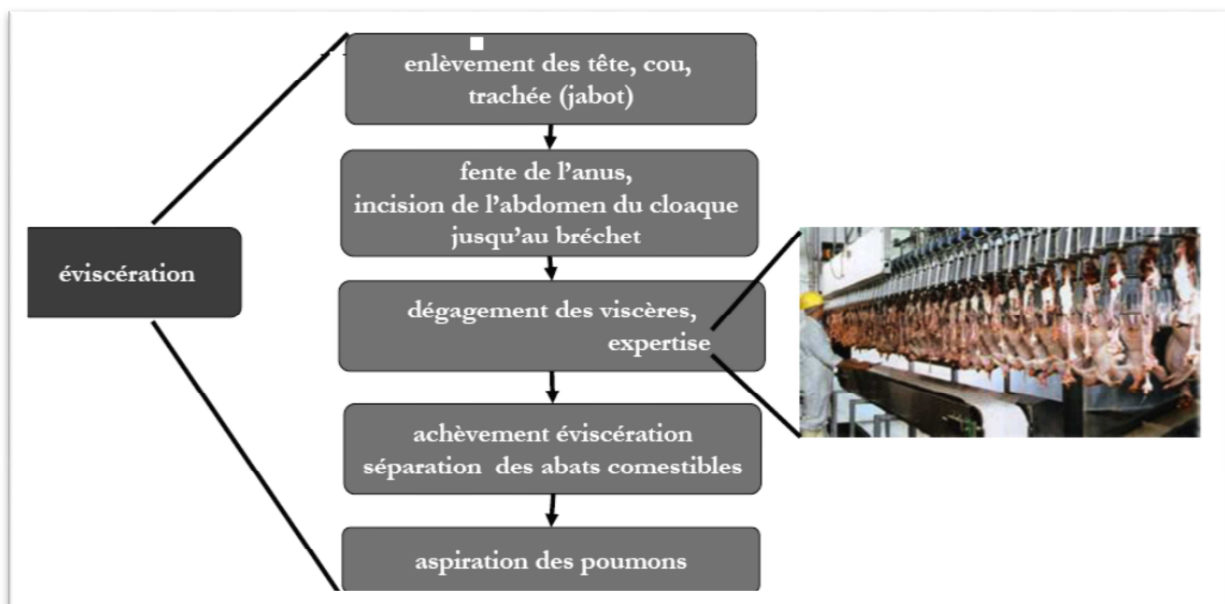 enlèvement des tête, cou,
trachée (jabot)
fente de l'anus,
incision de l'abdomen du cloaque
jusqu'au bréchet
éviscération
dégagement des viscères,
expertise
achèvement éviscération
séparation des abats comestibles
aspiration des poumons